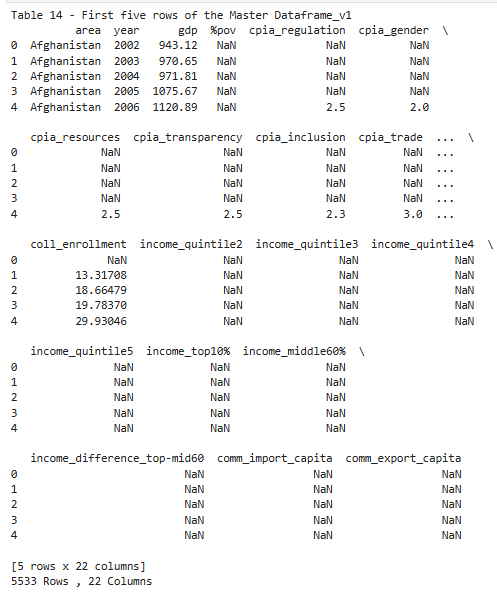 Table 14 - First five rows of the Master Dataframe_v1
area year gdp %pov cpia_regulation cpia_gender \
0 Afghanistan 2002 943.12 NaN NaN NaN
1 Afghanistan 2003 970.65 NaN NaN NaN
2 Afghanistan 2004 971.81 NaN NaN NaN
3 Afghanistan 2005 1075.67 NaN NaN NaN
4 Afghanistan 2006 1120.89 NaN 2.5 2.0
cpia_resources cpia_transparency cpia_inclusion cpia_trade ... \
0 NaN NaN NaN NaN ...
1 NaN NaN NaN NaN ...
2 NaN NaN NaN NaN ...
3 NaN NaN NaN NaN ...
4 2.5 2.5 2.3 3.0 ...
coll_enrollment income_quintile2 income_quintile3 income_quintile4 \
0 NaN NaN NaN NaN
1 13.31708 NaN NaN NaN
2 18.66479 NaN NaN NaN
3 19.78370 NaN NaN NaN
4 29.93046 NaN NaN NaN
income_quintile5 income_top10% income_middle60% \
0 NaN NaN NaN
1 NaN NaN NaN
2 NaN NaN NaN
3 NaN NaN NaN
4 NaN NaN NaN
income_difference_top-mid60 comm_import_capita comm_export_capita
0 NaN NaN NaN
1 NaN NaN NaN
2 NaN NaN NaN
3 NaN NaN NaN
4 NaN NaN NaN
[5 rows x 22 columns]
5533 Rows , 22 Columns